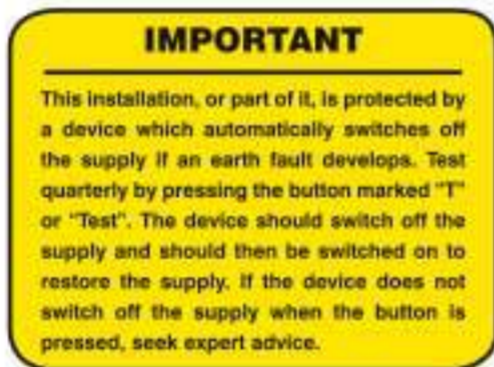 IMPORTANT
This installation, or part of it, is protected by
a device which automatically switches off
the supply if an earth fault develops. Test
quarterly by pressing the button marked "T"
or "Test". The device should switch off the
supply and should then be switched on to
restore the supply. If the device does not
switch off the supply when the button is
pressed, seek expert advice.